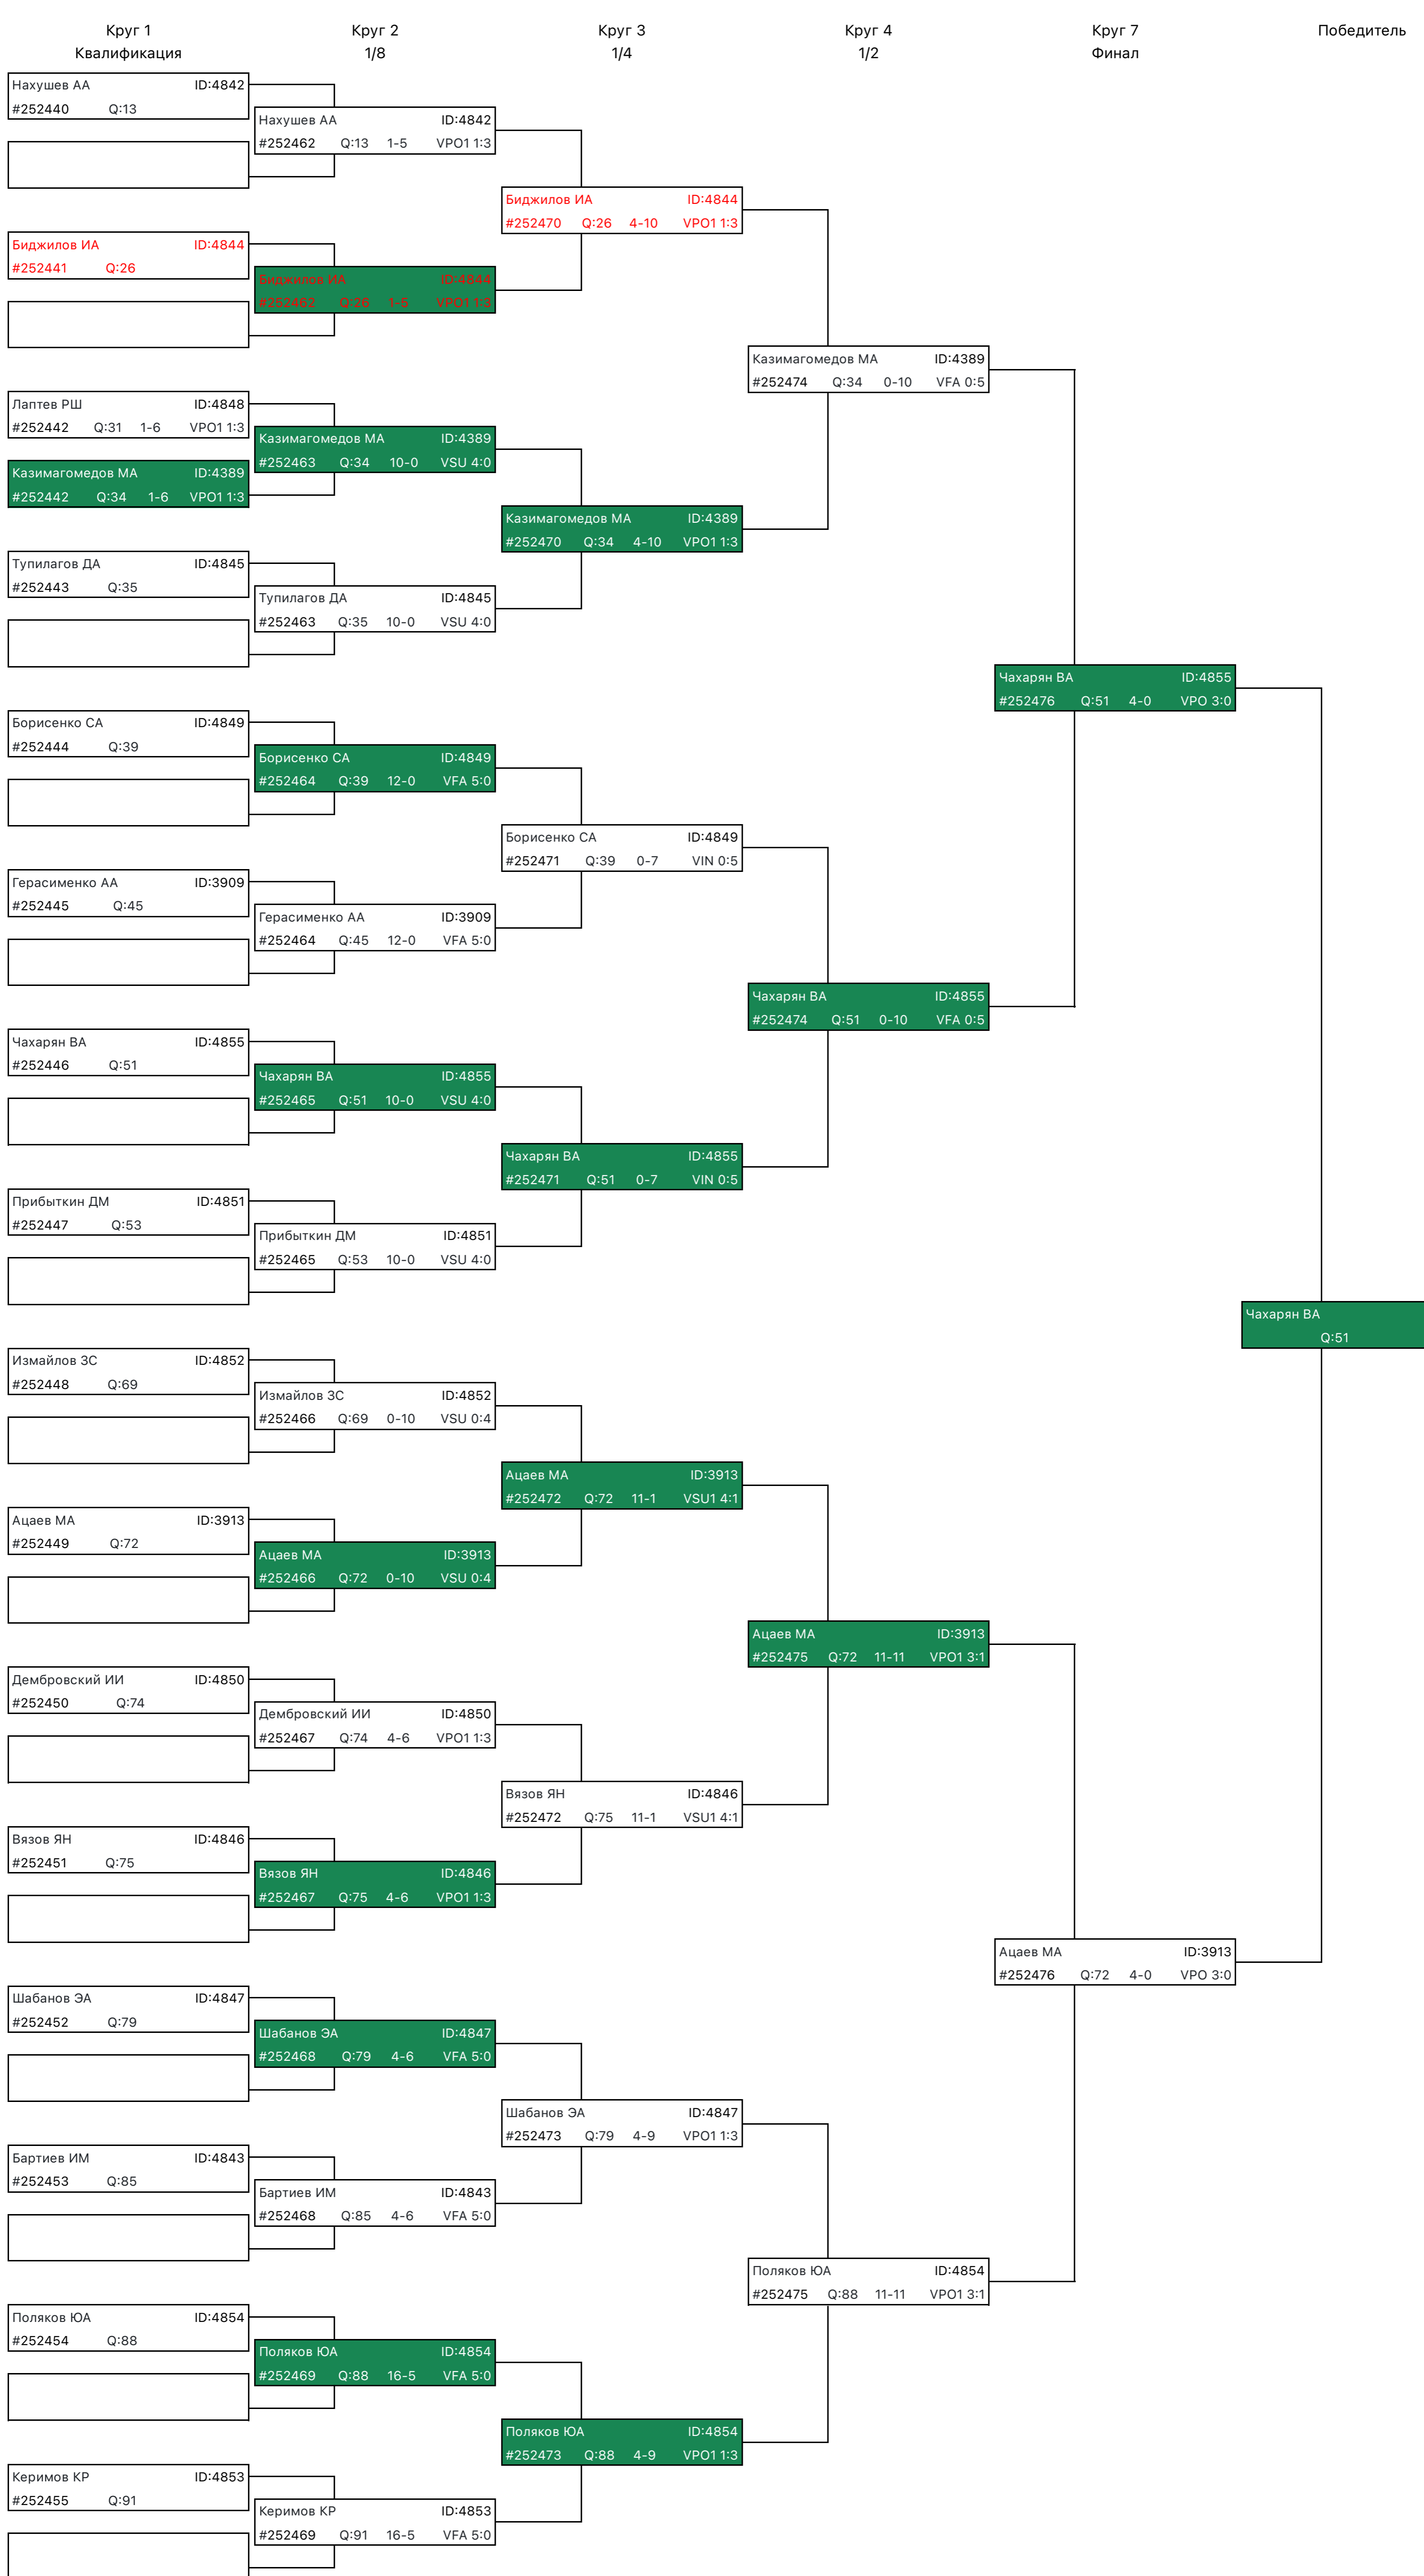 Круг 1 Круг 2 Круг 3 Круг 4 Круг 7 Победитель
Квалификация 1/8 1/4 1/2 Финал
Нахушев АА ID:4842
#252440 Q:13
Биджилов ИА ID:4844
#252441 Q:26
Лаптев РШ ID:4848
#252442 Q:31 1-6 VPO1 1:3
Казимагомедов МА ID:4389
#252442 Q:34 1-6 VPO1 1:3
Тупилагов ДА ID:4845
#252443 Q:35
Борисенко СА ID:4849
#252444 Q:39
Герасименко АА ID:3909
#252445 Q:45
Чахарян ВА ID:4855
#252446 Q:51
Прибыткин ДМ ID:4851
#252447 Q:53
Измайлов ЗС ID:4852
#252448 Q:69
Ацаев МА ID:3913
#252449 Q:72
Дембровский ИИ ID:4850
#252450 Q:74
Вязов ЯН ID:4846
#252451 Q:75
Шабанов ЭА ID:4847
#252452 Q:79
Бартиев ИМ ID:4843
#252453 Q:85
Поляков ЮА ID:4854
#252454 Q:88
Керимов КР ID:4853
#252455 Q:91
Нахушев АА ID:4842
#252462 Q:13 1-5 VPO1 1:3
Биджилов ИА ID:4844
#252462 Q:26 1-5 VPO1 1:3
Казимагомедов МА ID:4389
#252463 Q:34 10-0 VSU 4:0
Тупилагов ДА ID:4845
#252463 Q:35 10-0 VSU 4:0
Борисенко СА ID:4849
#252464 Q:39 12-0 VFA 5:0
Герасименко АА ID:3909
#252464 Q:45 12-0 VFA 5:0
Чахарян ВА ID:4855
#252465 Q:51 10-0 VSU 4:0
Прибыткин ДМ ID:4851
#252465 Q:53 10-0 VSU 4:0
Измайлов ЗС ID:4852
#252466 Q:69 0-10 VSU 0:4
Ацаев МА ID:3913
#252466 Q:72 0-10 VSU 0:4
Дембровский ИИ ID:4850
#252467 Q:74 4-6 VPO1 1:3
Вязов ЯН ID:4846
#252467 Q:75 4-6 VPO1 1:3
Шабанов ЭА ID:4847
#252468 Q:79 4-6 VFA 5:0
Бартиев ИМ ID:4843
#252468 Q:85 4-6 VFA 5:0
Поляков ЮА ID:4854
#252469 Q:88 16-5 VFA 5:0
Керимов КР ID:4853
#252469 Q:91 16-5 VFA 5:0
Биджилов ИА ID:4844
#252470 Q:26 4-10 VPO1 1:3
Казимагомедов МА ID:4389
#252470 Q:34 4-10 VPO1 1:3
Борисенко СА ID:4849
#252471 Q:39 0-7 VIN 0:5
Чахарян ВА ID:4855
#252471 Q:51 0-7 VIN 0:5
Ацаев МА ID:3913
#252472 Q:72 11-1 VSU1 4:1
Вязов ЯН ID:4846
#252472 Q:75 11-1 VSU1 4:1
Шабанов ЭА ID:4847
#252473 Q:79 4-9 VPO1 1:3
Поляков ЮА ID:4854
#252473 Q:88 4-9 VPO1 1:3
Казимагомедов МА ID:4389
#252474 Q:34 0-10 VFA 0:5
Чахарян ВА ID:4855
#252474 Q:51 0-10 VFA 0:5
Ацаев МА ID:3913
#252475 Q:72 11-11 VPO1 3:1
Поляков ЮА ID:4854
#252475 Q:88 11-11 VPO1 3:1
Чахарян ВА ID:4855
#252476 Q:51 4-0 VPO 3:0
Ацаев МА ID:3913
#252476 Q:72 4-0 VPO 3:0
Чахарян ВА
Q:51